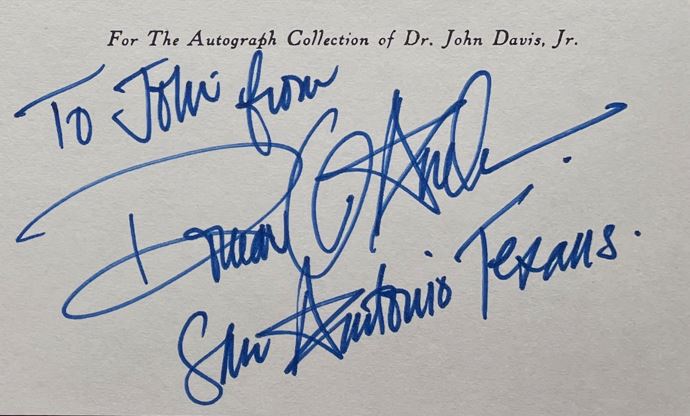 For The Autograph Collection of Dr. John Davis, Jr.
To John from
San Antonio Texans.